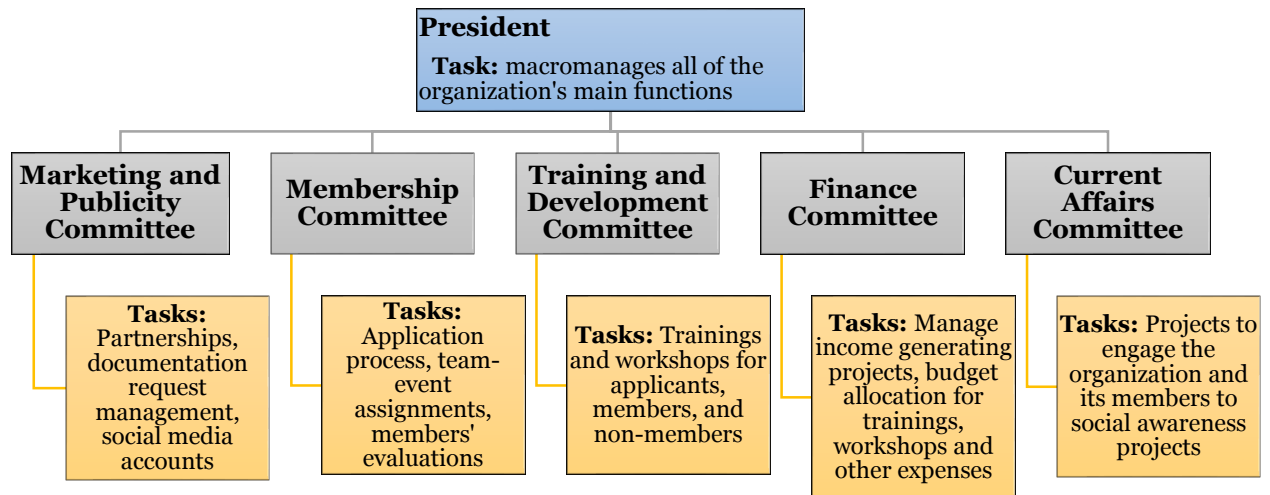 President
Task: macromanages all of the
organization's main functions
Marketing and
Publicity
Committee
Membership
Committee
Training and
Development
Committee
Finance
Committee
Current
Affairs
Committee
Tasks:
Partnerships,
documentation
request
management,
social media
accounts
Tasks:
Application
process, team-
event
assignments,
members'
evaluations
Tasks: Trainings
and workshops for
applicants,
members, and
non-members
Tasks: Manage
income generating
projects, budget
allocation for
trainings,
workshops and
other expenses
Tasks: Projects to
engage the
organization and
its members to
social awareness
projects